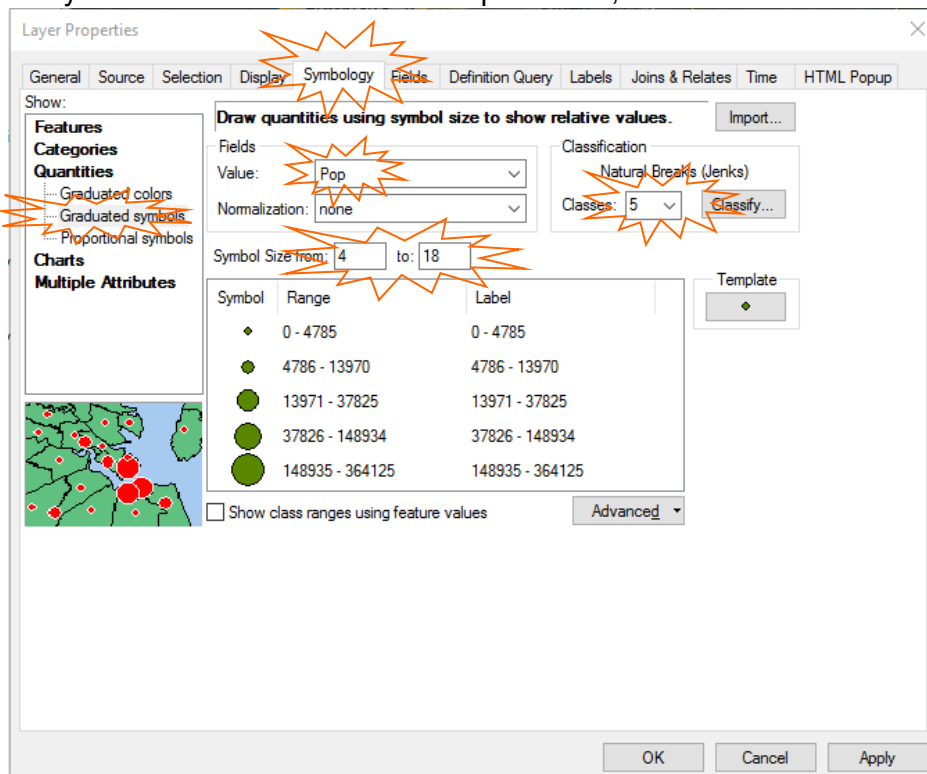 Layer Properties
General Source Selection Display Symbology Fields Definition Query Labels Joins & Relates Time HTML Popup
Show:
Features
Categories
Quantities
Graduated colors
Graduated symbols
Proportional symbols
Charts
Multiple Attributes
Draw quantities using symbol size to show relative values.
Import...
Fields
Value: Pop
Normalization: none
Classification
Natural Breaks (Jenks)
Classes: 5 Classify...
Symbol Size from: 4 to: 18
Symbol Range Label
0 - 4785 0 - 4785
4786 - 13970 4786 - 13970
13971 - 37825 13971 - 37825
37826 - 148934 37826 - 148934
148935 - 364125 148935 - 364125
Template
Show class ranges using feature values
Advanced
OK Cancel Apply